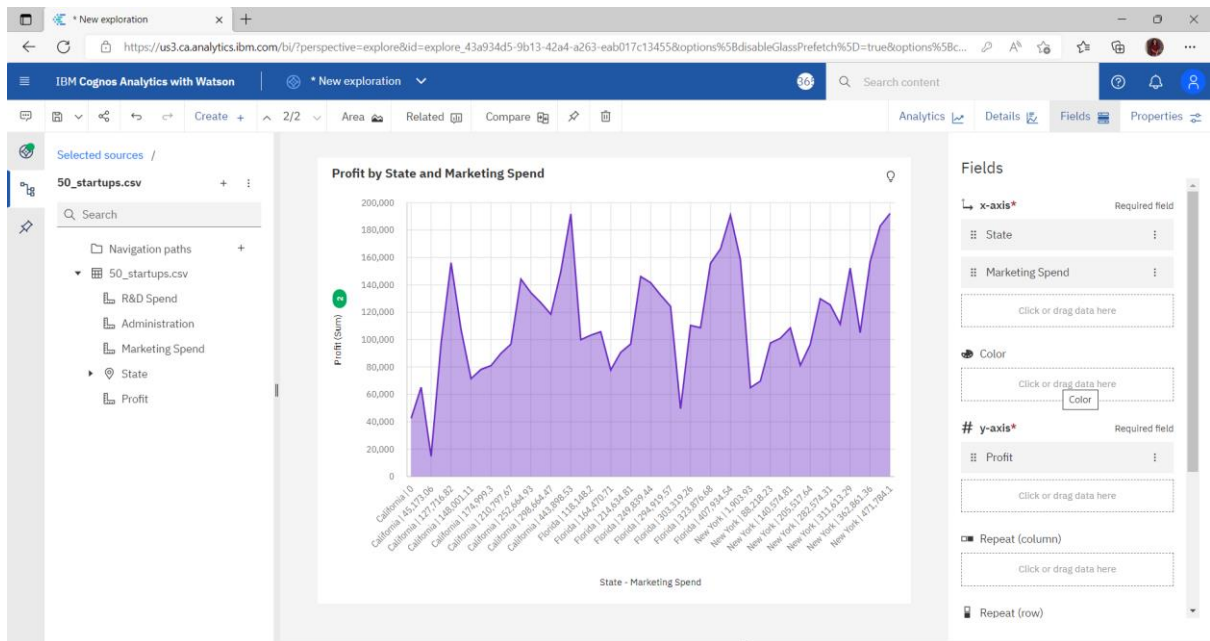 * New exploration
https://us3.ca.analytics.ibm.com/bi/?perspective=explore&id=explore_43a934d5-9b13-42a4-a263-eab017c13455&options%5BdisableGlassPrefetch%5D=true&options%5Bc...
IBM Cognos Analytics with Watson
* New exploration
Search content
Create +
2/2
Area
Related
Compare
Analytics
Details
Fields
Properties
Selected sources /
50_startups.csv
Search
Navigation paths
50_startups.csv
R&D Spend
Administration
Marketing Spend
State
Profit
Profit by State and Marketing Spend
200,000
180,000
160,000
140,000
120,000
100,000
80,000
60,000
40,000
20,000
0
Profit (Sum)
California | 0
California | 45,173.06
California | 127,716.82
California | 148,001.11
California | 174,999.3
California | 210,797.67
California | 252,664.93
California | 298,664.47
California | 443,898.53
Florida | 118,148.2
Florida | 164,470.71
Florida | 214,634.81
Florida | 249,839.44
Florida | 294,919.57
Florida | 303,319.26
Florida | 323,876.68
Florida | 407,934.54
New York | 1,903.93
New York | 88,218.23
New York | 140,574.81
New York | 205,517.64
New York | 282,574.31
New York | 311,613.29
New York | 362,861.36
New York | 471,784.1
State - Marketing Spend
Fields
x-axis*
Required field
State
Marketing Spend
Click or drag data here
Color
Click or drag data here
Color
# y-axis*
Required field
Profit
Click or drag data here
Repeat (column)
Click or drag data here
Repeat (row)